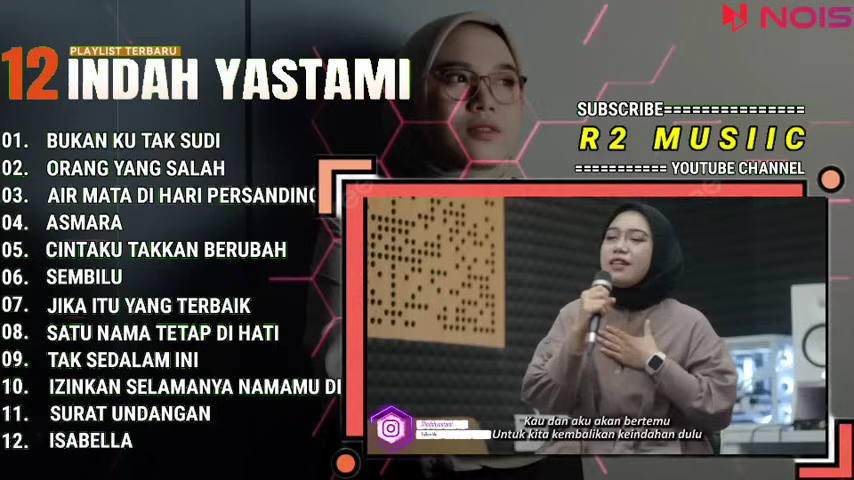 NOIS
PLAYLIST TERBARU
12 INDAH YASTAMI
SUBSCRIBE===============
R2 MUSIIC
=========== YOUTUBE CHANNEL
01. BUKAN KU TAK SUDI
02. ORANG YANG SALAH
03. AIR MATA DI HARI PERSANDING
04. ASMARA
05. CINTAKU TAKKAN BERUBAH
06. SEMBILU
07. JIKA ITU YANG TERBAIK
08. SATU NAMA TETAP DI HATI
09. TAK SEDALAM INI
10. IZINKAN SELAMANYA NAMAMU DI
11. SURAT UNDANGAN
12. ISABELLA
Kau dan aku akan bertemu
Untuk kita kembalikan keindahan dulu